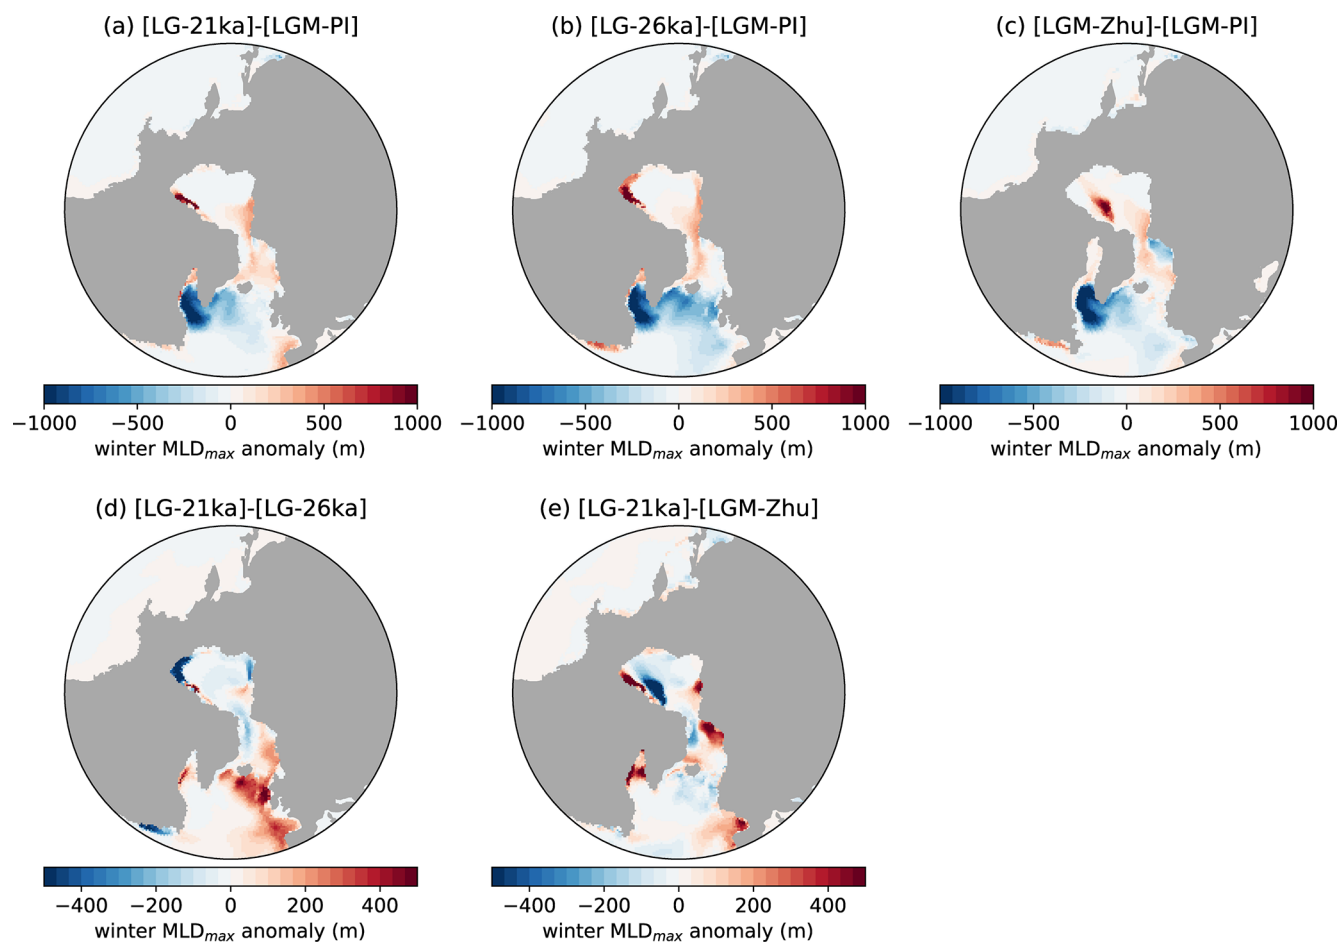 (a) [LG-21ka]-[LGM-PI]
(b) [LG-26ka]-[LGM-PI]
(c) [LGM-Zhu]-[LGM-PI]
−1000 −500 0 500 1000
winter MLDmax anomaly (m)
−1000 −500 0 500 1000
winter MLDmax anomaly (m)
−1000 −500 0 500 1000
winter MLDmax anomaly (m)
(d) [LG-21ka]-[LG-26ka]
(e) [LG-21ka]-[LGM-Zhu]
−400 −200 0 200 400
winter MLDmax anomaly (m)
−400 −200 0 200 400
winter MLDmax anomaly (m)